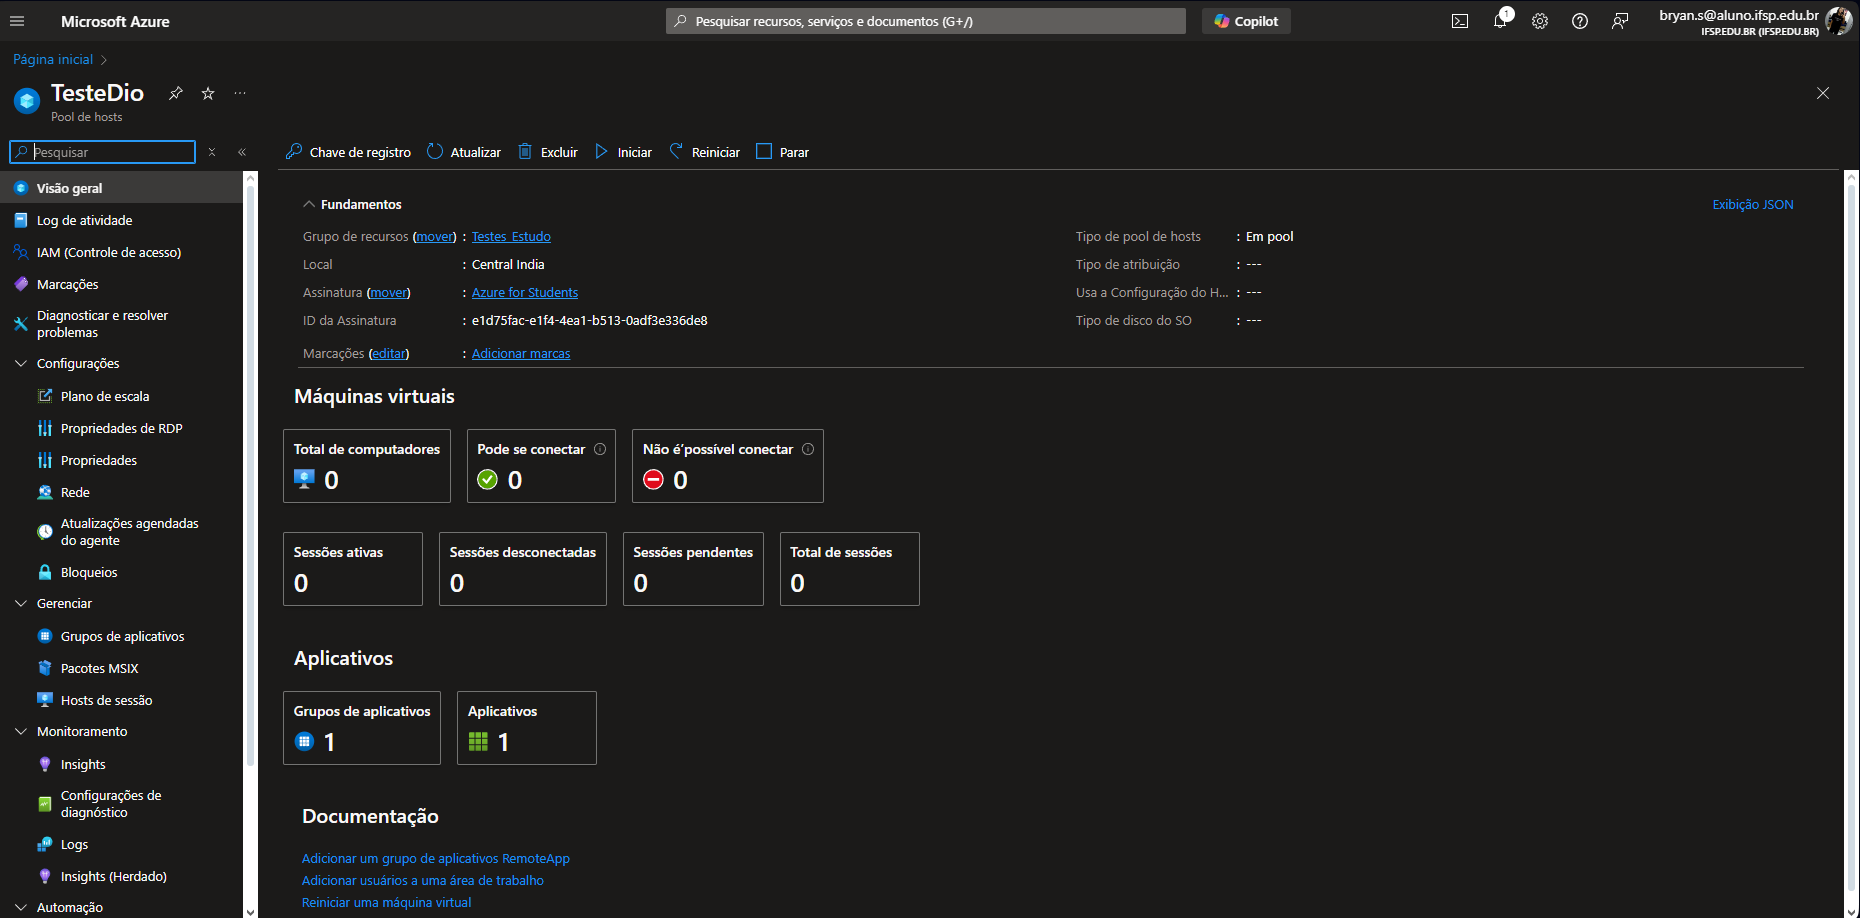 Microsoft Azure
Pesquisar recursos, serviços e documentos (G+/)
Copilot
1
bryan.s@aluno.ifsp.edu.br
IFSP.EDU.BR (IFSP.EDU.BR)
Página inicial
TesteDio
Pool de hosts
Pesquisar
Chave de registro
Atualizar
Excluir
Iniciar
Reiniciar
Parar
Visão geral
Log de atividade
IAM (Controle de acesso)
Marcações
Diagnosticar e resolver
problemas
Configurações
Plano de escala
Propriedades de RDP
Propriedades
Rede
Atualizações agendadas
do agente
Bloqueios
Gerenciar
Grupos de aplicativos
Pacotes MSIX
Hosts de sessão
Monitoramento
Insights
Configurações de
diagnóstico
Logs
Insights (Herdado)
Automação
Fundamentos
Exibição JSON
Grupo de recursos (mover) : Testes_Estudo
Local : Central India
Assinatura (mover) : Azure for Students
ID da Assinatura : e1d75fac-e1f4-4ea1-b513-0adf3e336de8
Marcações (editar) : Adicionar marcas
Tipo de pool de hosts : Em pool
Tipo de atribuição : ---
Usa a Configuração do H... : ---
Tipo de disco do SO : ---
Máquinas virtuais
Total de computadores
0
Pode se conectar
0
Não é'possível conectar
0
Sessões ativas
0
Sessões desconectadas
0
Sessões pendentes
0
Total de sessões
0
Aplicativos
Grupos de aplicativos
1
Aplicativos
1
Documentação
Adicionar um grupo de aplicativos RemoteApp
Adicionar usuários a uma área de trabalho
Reiniciar uma máquina virtual